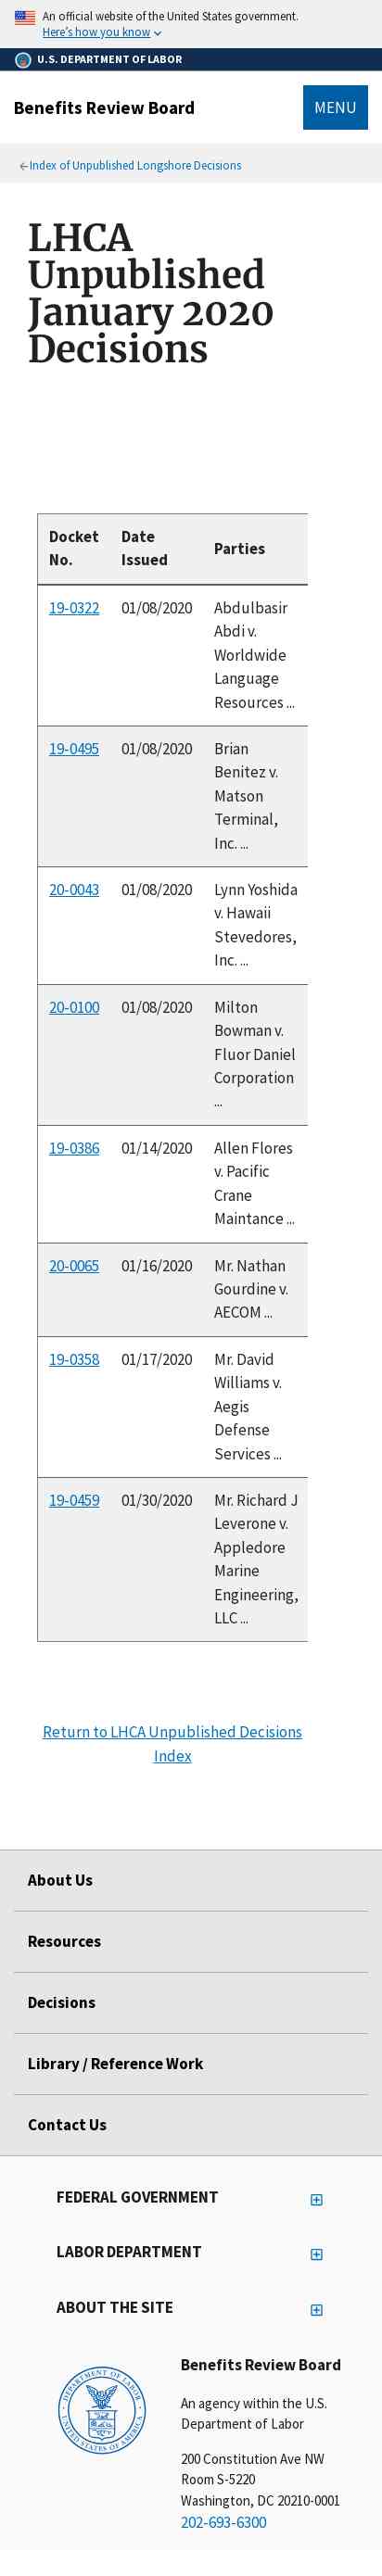 An official website of the United States government.
Here's how you know
U.S. DEPARTMENT OF LABOR
Benefits Review Board
MENU
Index of Unpublished Longshore Decisions
LHCA
Unpublished
January 2020
Decisions
Docket No. Date Issued Parties
19-0322 01/08/2020 Abdulbasir
Abdi v.
Worldwide
Language
Resources ...
19-0495 01/08/2020 Brian
Benitez v.
Matson
Terminal,
Inc. ...
20-0043 01/08/2020 Lynn Yoshida
v. Hawaii
Stevedores,
Inc. ...
20-0100 01/08/2020 Milton
Bowman v.
Fluor Daniel
Corporation
...
19-0386 01/14/2020 Allen Flores
v. Pacific
Crane
Maintance ...
20-0065 01/16/2020 Mr. Nathan
Gourdine v.
AECOM ...
19-0358 01/17/2020 Mr. David
Williams v.
Aegis
Defense
Services ...
19-0459 01/30/2020 Mr. Richard J
Leverone v.
Appledore
Marine
Engineering,
LLC ...
Return to LHCA Unpublished Decisions
Index
About Us
Resources
Decisions
Library / Reference Work
Contact Us
FEDERAL GOVERNMENT
LABOR DEPARTMENT
ABOUT THE SITE
DEPARTMENT OF LABOR
UNITED STATES OF AMERICA
Benefits Review Board
An agency within the U.S.
Department of Labor
200 Constitution Ave NW
Room S-5220
Washington, DC 20210-0001
202-693-6300